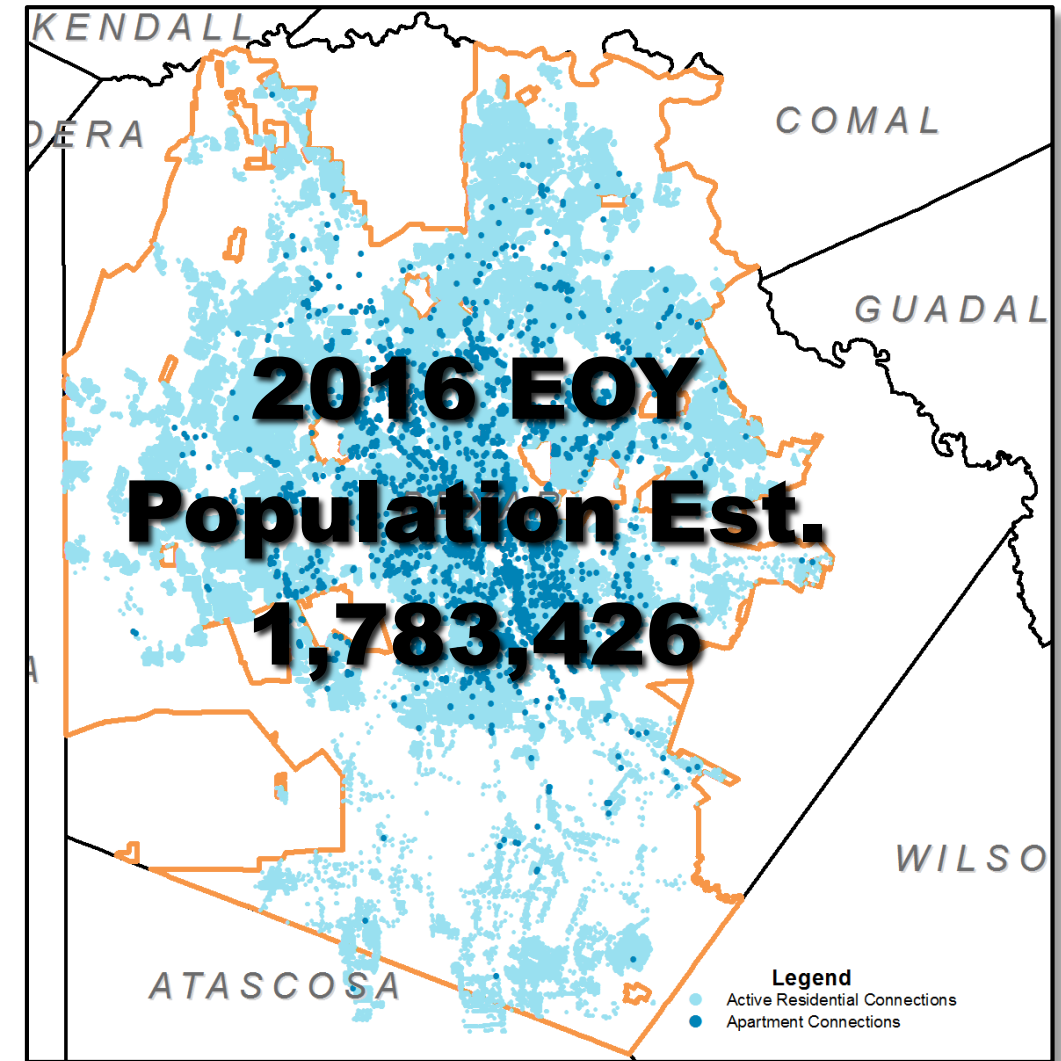 KENDALL
DERA
COMAL
GUADAL
2016 EOY
Population Est.
1,783,426
A
WILSO
ATASCOSA
Legend
Active Residential Connections
Apartment Connections